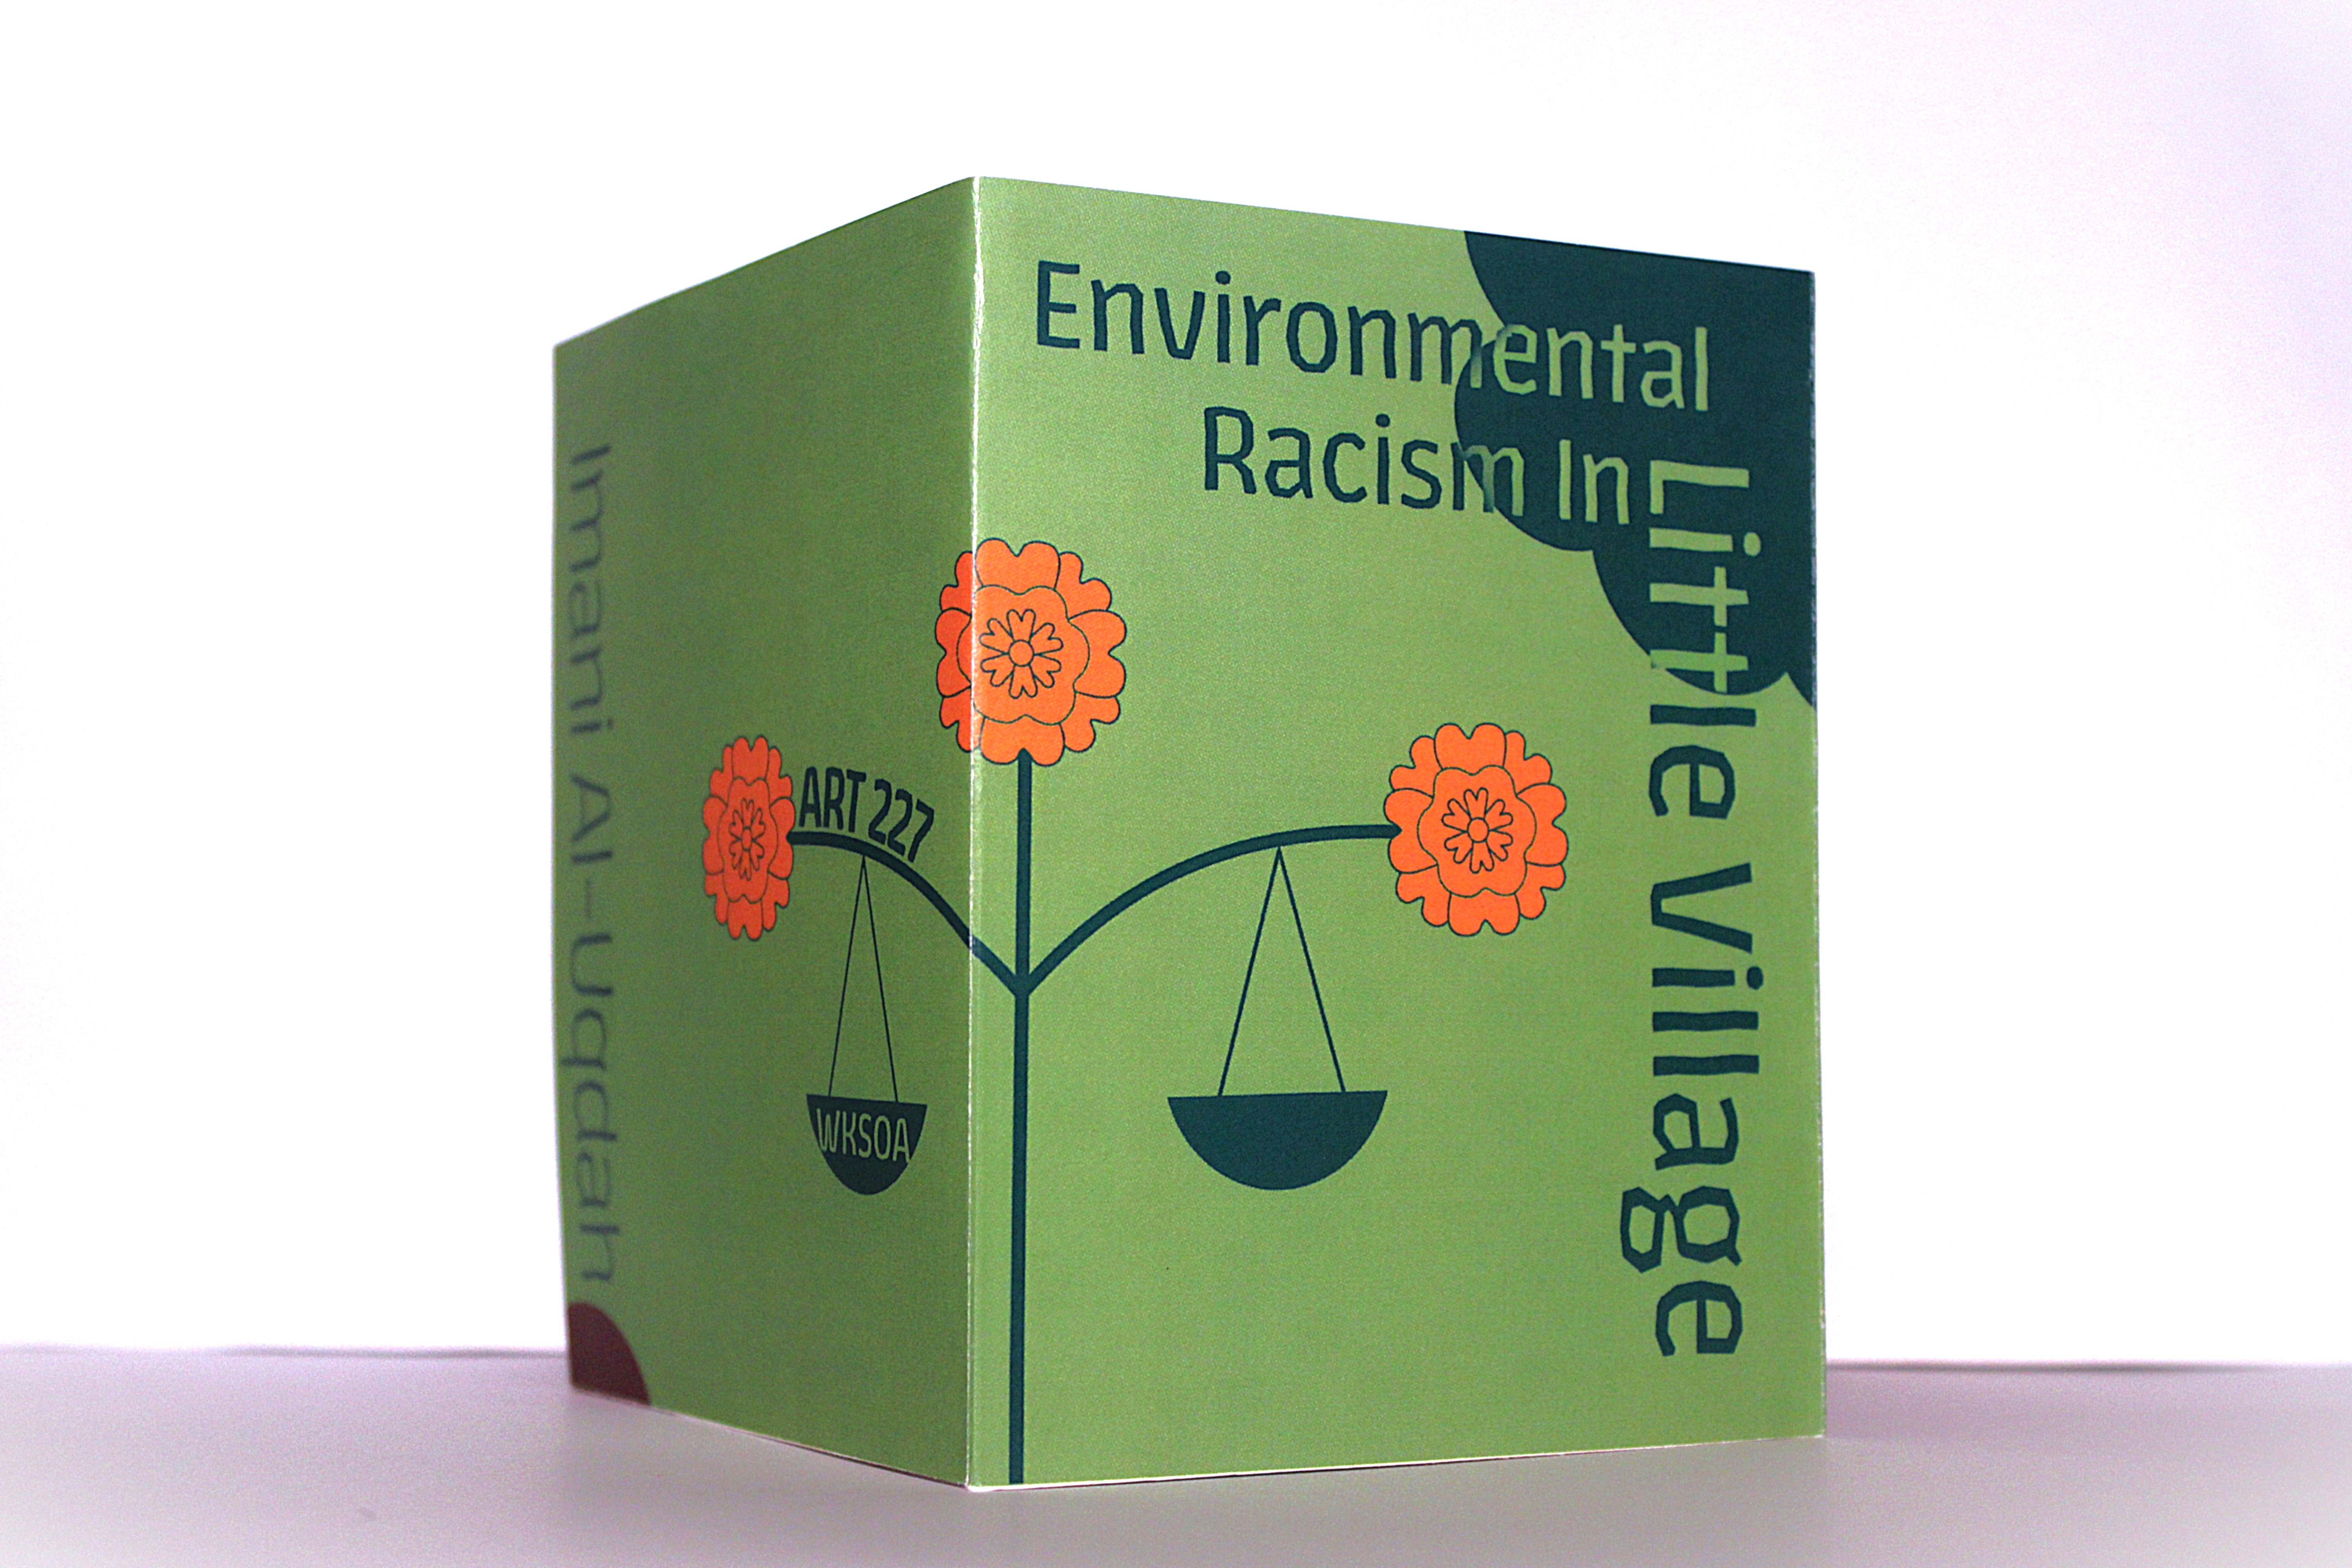 Environmental
Racism In
Little Village
ART 227
WKSOA
Imani Al-Uqdah